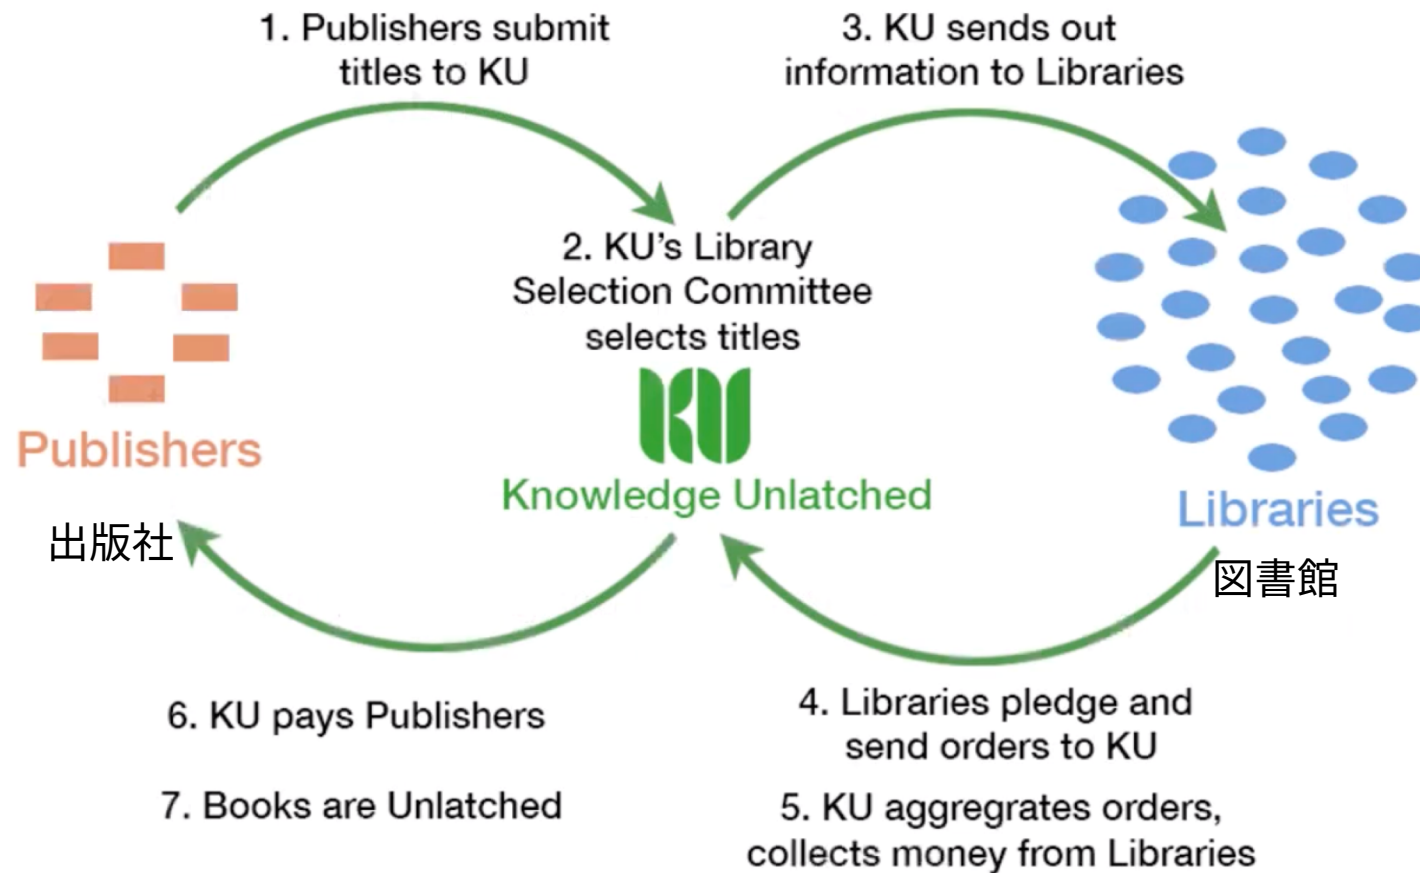 1. Publishers submit
titles to KU
3. KU sends out
information to Libraries
2. KU’s Library
Selection Committee
selects titles
KU
Knowledge Unlatched
Publishers
出版社
Libraries
図書館
4. Libraries pledge and
send orders to KU
5. KU aggregrates orders,
collects money from Libraries
6. KU pays Publishers
7. Books are Unlatched